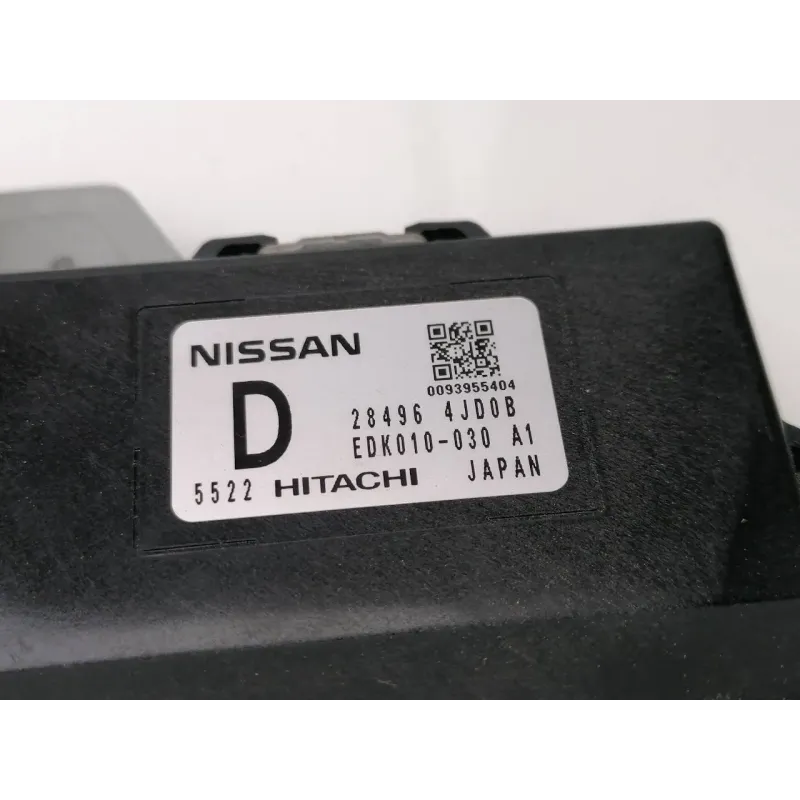 NISSAN
0093955404
D 28496 4JD0B
EDK010-030 A1
5522 HITACHI JAPAN